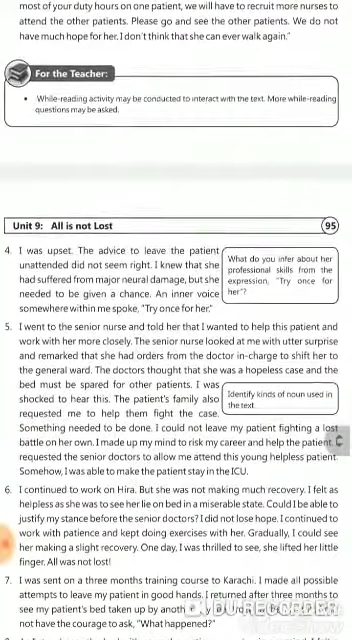 most of your duty hours on one patient, we will have to recruit more nurses to
attend the other patients. Please go and see the other patients. We do not
have much hope for her. I don't think that she can ever walk again."
For the Teacher:
• While-reading activity may be conducted to interact with the text. More while-reading
questions may be asked.
Unit 9: All is not Lost
95
4. I was upset. The advice to leave the patient
unattended did not seem right. I knew that she
had suffered from major neural damage, but she
needed to be given a chance. An inner voice
somewhere within me spoke, "Try once for her."
What do you infer about her
professional skills from the
expression, "Try once for
her"?
5. I went to the senior nurse and told her that I wanted to help this patient and
work with her more closely. The senior nurse looked at me with utter surprise
and remarked that she had orders from the doctor in-charge to shift her to
the general ward. The doctors thought that she was a hopeless case and the
bed must be spared for other patients. I was
shocked to hear this. The patient's family also
requested me to help them fight the case.
Identify kinds of noun used in
the text.
Something needed to be done. I could not leave my patient fighting a lost
battle on her own. I made up my mind to risk my career and help the patient.
requested the senior doctors to allow me attend this young helpless patient.
Somehow, I was able to make the patient stay in the ICU.
6. I continued to work on Hira. But she was not making much recovery. I felt as
helpless as she was to see her lie on bed in a miserable state. Could I be able to
justify my stance before the senior doctors? I did not lose hope. I continued to
work with patience and kept doing exercises with her. Gradually, I could see
her making a slight recovery. One day, I was thrilled to see, she lifted her little
finger. All was not lost!
7. I was sent on a three months training course to Karachi. I made all possible
attempts to leave my patient in good hands. I returned after three months to
see my patient's bed taken up by anoth
not have the courage to ask, "What happened?"